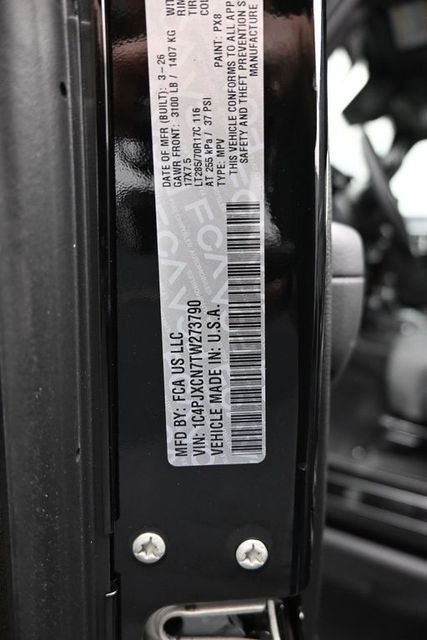 MFD BY: FCA US LLC
VIN: 1C4PJXCN7TW273790
VEHICLE MADE IN: U.S.A.
DATE OF MFR (BUILT): 3-26
GAWR FRONT: 3100 LB / 1407 KG
17X7.5
LT285/70R17C 116
AT 255 kPa / 37 PSI
TYPE: MPV
PAINT: PX8
THIS VEHICLE CONFORMS TO ALL APP
SAFETY AND THEFT PREVENTION S
MANUFACTURE
FCA